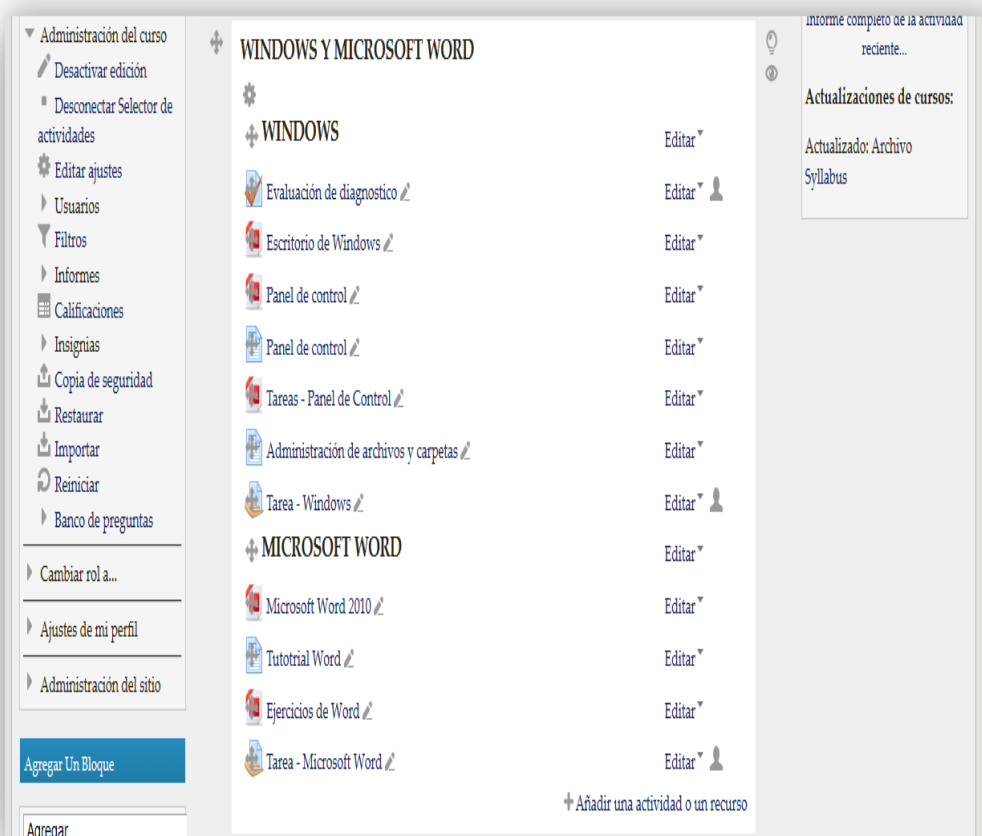 Administración del curso
Desactivar edición
Desconectar Selector de
actividades
Editar ajustes
Usuarios
Filtros
Informes
Calificaciones
Insignias
Copia de seguridad
Restaurar
Importar
Reiniciar
Banco de preguntas
Cambiar rol a...
Ajustes de mi perfil
Administración del sitio
Agregar Un Bloque
Agregar
WINDOWS Y MICROSOFT WORD
WINDOWS Editar
Evaluación de diagnostico Editar
Escritorio de Windows Editar
Panel de control Editar
Panel de control Editar
Tareas - Panel de Control Editar
Administración de archivos y carpetas Editar
Tarea - Windows Editar
MICROSOFT WORD Editar
Microsoft Word 2010 Editar
Tutotrial Word Editar
Ejercicios de Word Editar
Tarea - Microsoft Word Editar
Añadir una actividad o un recurso
Informe completo de la actividad
reciente...
Actualizaciones de cursos:
Actualizado: Archivo
Syllabus